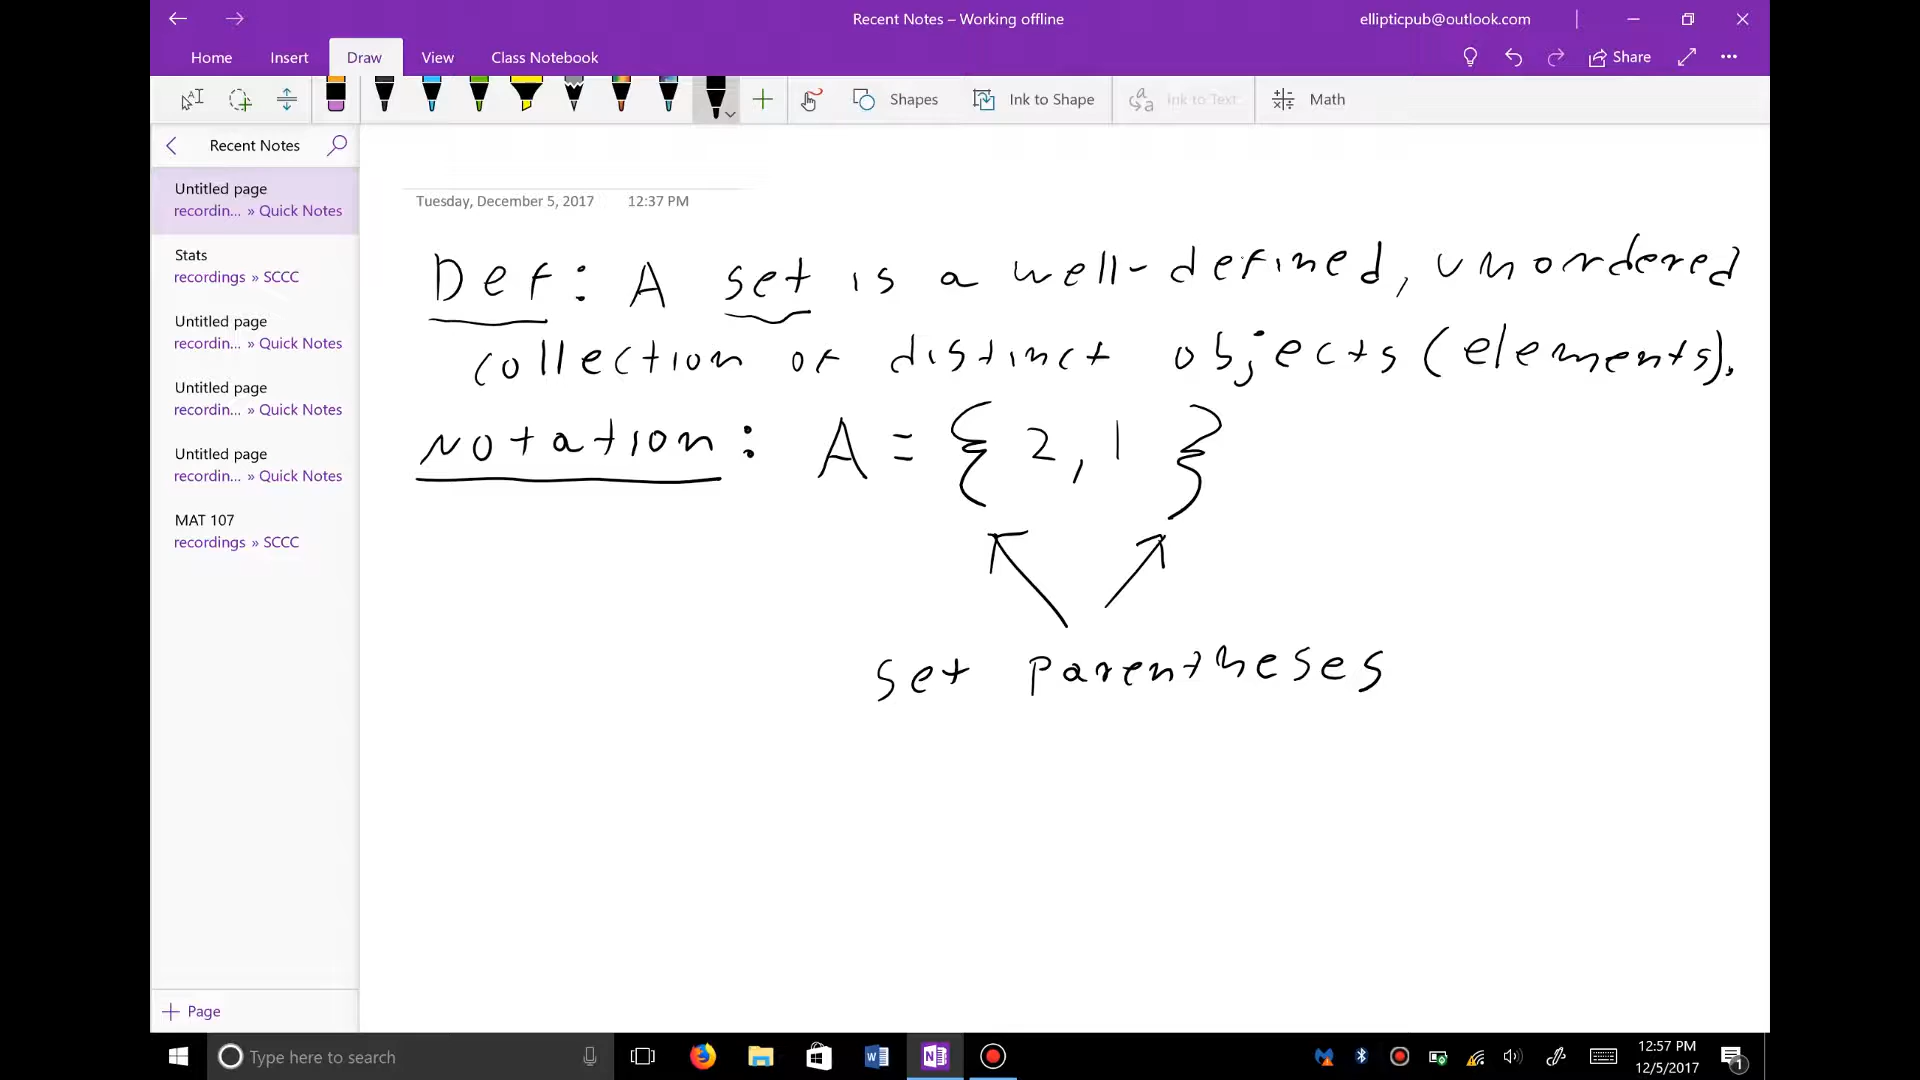 Recent Notes – Working offline
ellipticpub@outlook.com
Home Insert Draw View Class Notebook
Share
Shapes Ink to Shape Ink to Text Math
Recent Notes
Untitled page
recordin... » Quick Notes
Stats
recordings » SCCC
Untitled page
recordin... » Quick Notes
Untitled page
recordin... » Quick Notes
Untitled page
recordin... » Quick Notes
MAT 107
recordings » SCCC
Page
Tuesday, December 5, 2017 12:37 PM
Def: A set is a well-defined, unordered
collection of distinct objects (elements).
Notation: A = { 2, 1 }
set parentheses
Type here to search
12:57 PM
12/5/2017
1